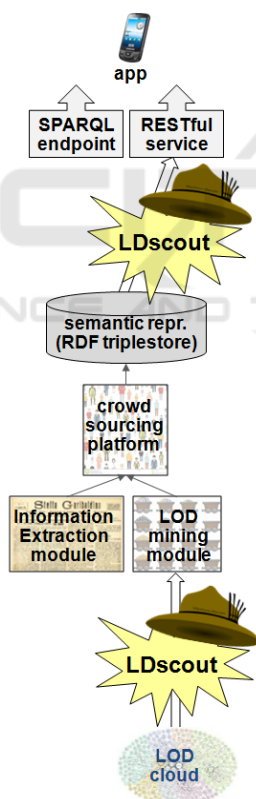 app
SPARQL
endpoint
RESTful
service
LDscout
semantic repr.
(RDF triplestore)
crowd
sourcing
platform
Information
Extraction
module
LOD
mining
module
LDscout
LOD
cloud